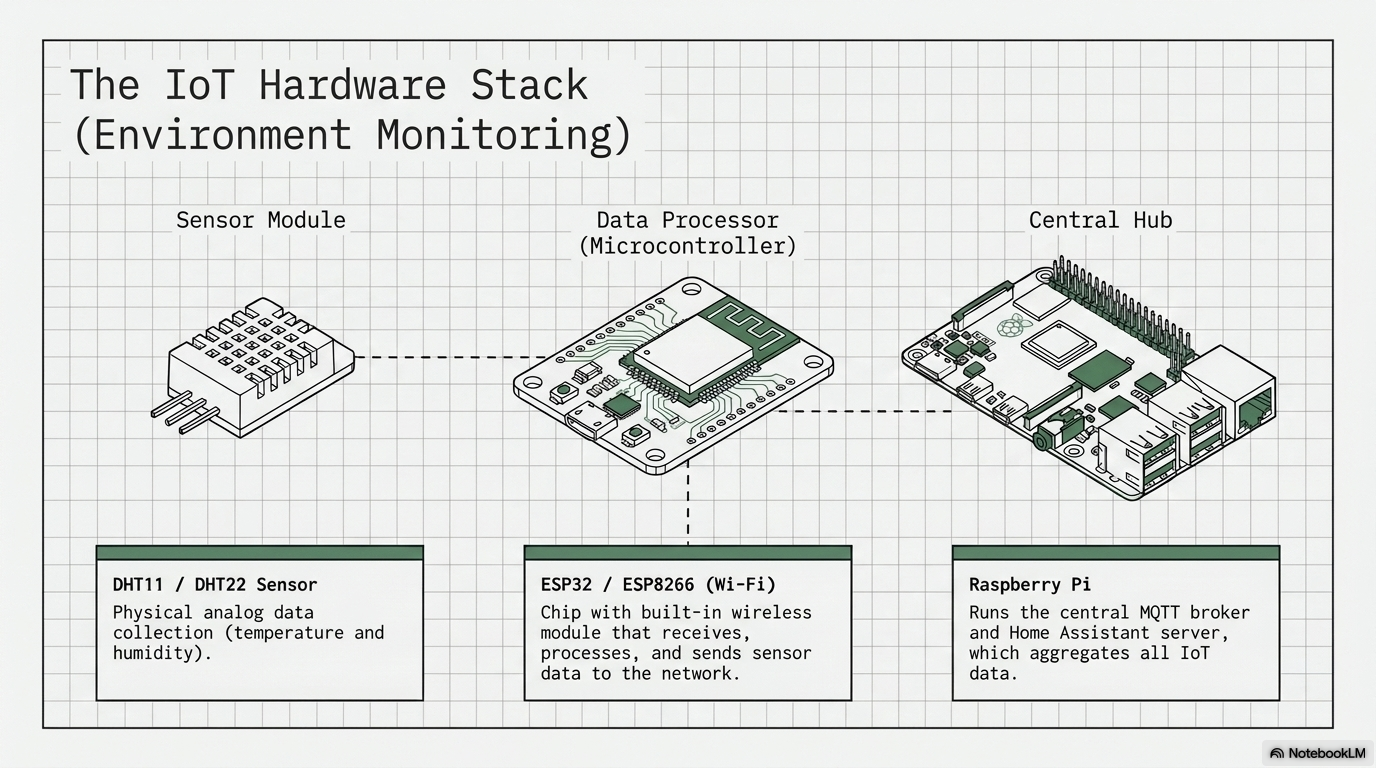 The IoT Hardware Stack
(Environment Monitoring)
Sensor Module
Data Processor
(Microcontroller)
Central Hub
DHT11 / DHT22 Sensor
Physical analog data
collection (temperature and
humidity).
ESP32 / ESP8266 (Wi-Fi)
Chip with built-in wireless
module that receives,
processes, and sends sensor
data to the network.
Raspberry Pi
Runs the central MQTT broker
and Home Assistant server,
which aggregates all IoT
data.
NotebookLM